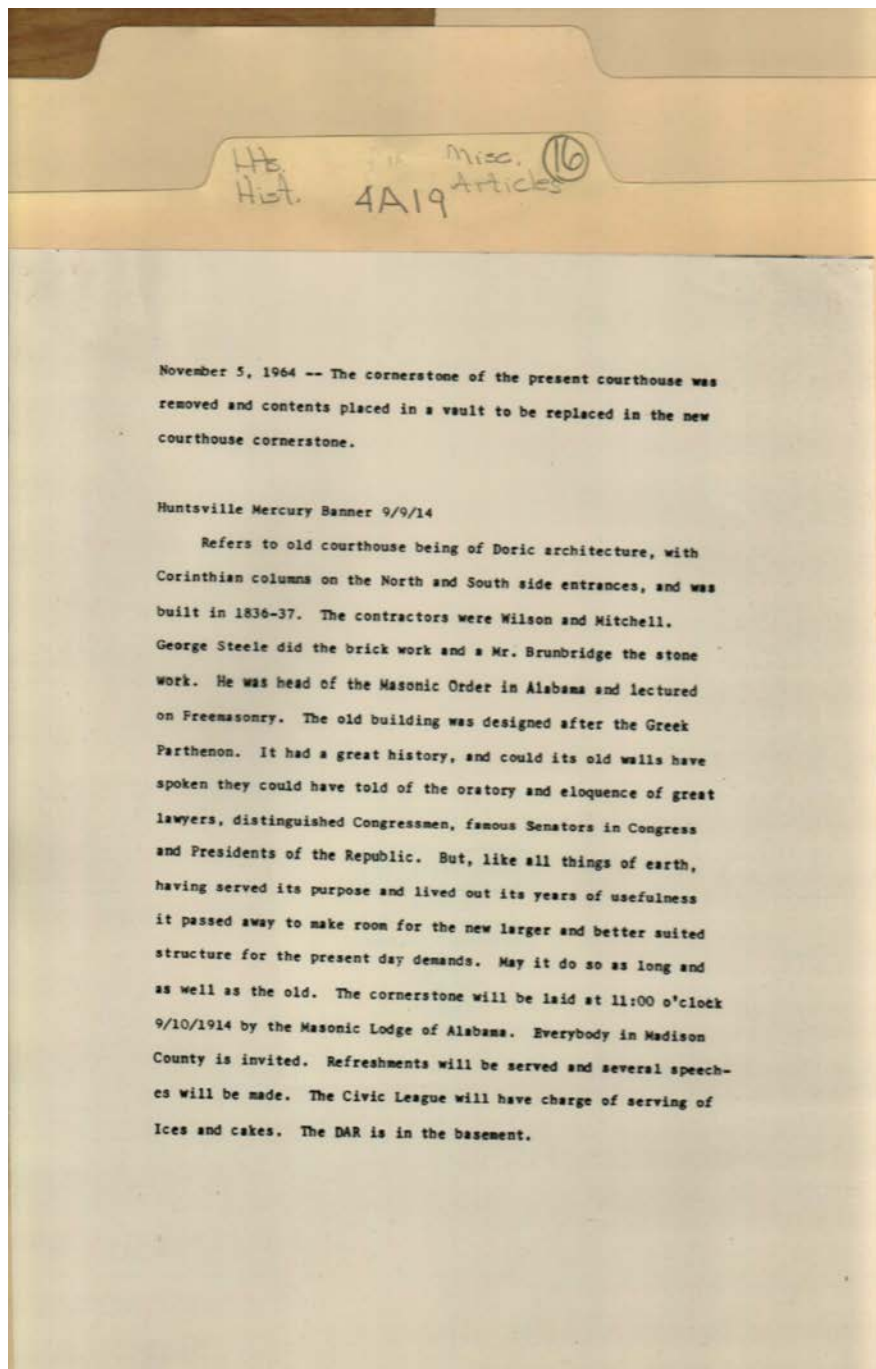 Hts. Misc. 16
Hist. 4A19 Articles
November 5, 1964 -- The cornerstone of the present courthouse was
removed and contents placed in a vault to be replaced in the new
courthouse cornerstone.
Huntsville Mercury Banner 9/9/14
Refers to old courthouse being of Doric architecture, with
Corinthian columns on the North and South side entrances, and was
built in 1836-37. The contractors were Wilson and Mitchell.
George Steele did the brick work and a Mr. Brunbridge the stone
work. He was head of the Masonic Order in Alabama and lectured
on Freemasonry. The old building was designed after the Greek
Parthenon. It had a great history, and could its old walls have
spoken they could have told of the oratory and eloquence of great
lawyers, distinguished Congressmen, famous Senators in Congress
and Presidents of the Republic. But, like all things of earth,
having served its purpose and lived out its years of usefulness
it passed away to make room for the new larger and better suited
structure for the present day demands. May it do so as long and
as well as the old. The cornerstone will be laid at 11:00 o'clock
9/10/1914 by the Masonic Lodge of Alabama. Everybody in Madison
County is invited. Refreshments will be served and several speech-
es will be made. The Civic League will have charge of serving of
Ices and cakes. The DAR is in the basement.